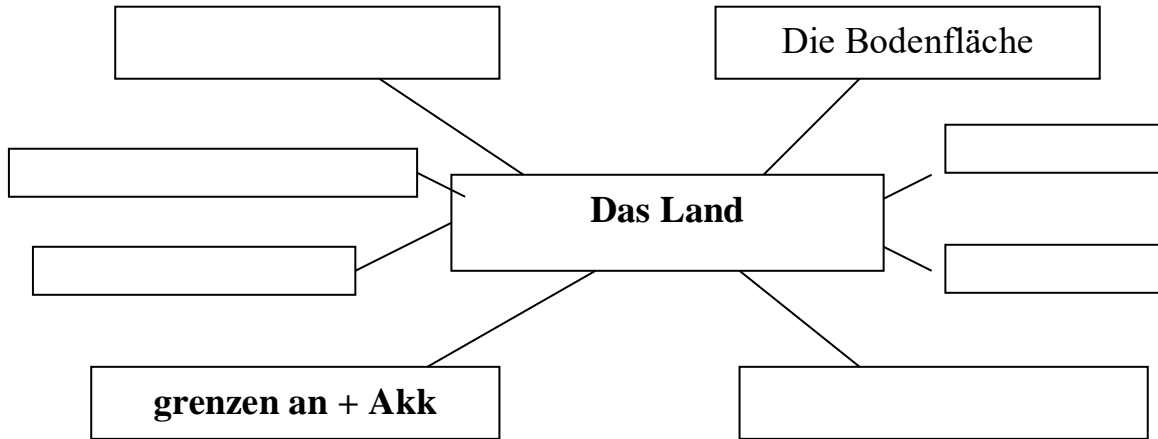 Die Bodenfläche
Das Land
grenzen an + Akk